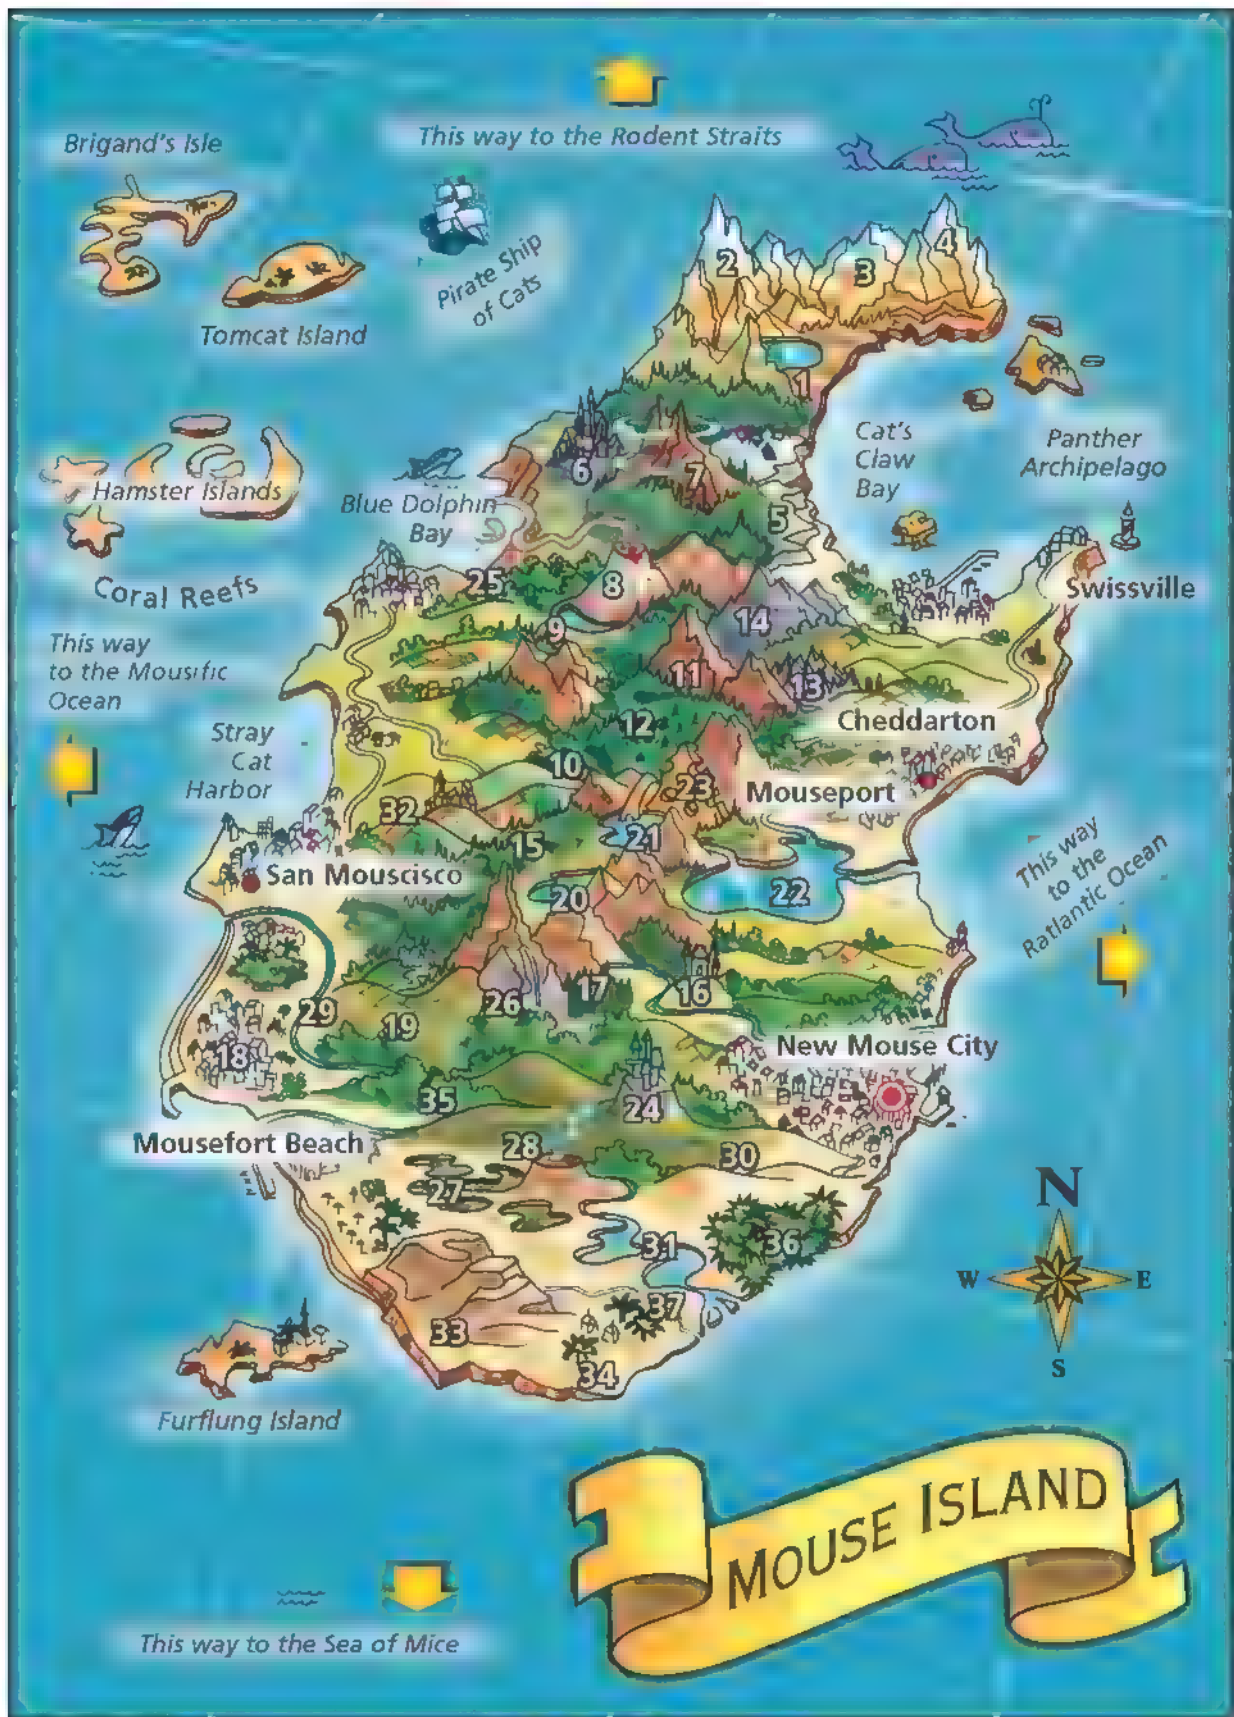 This way to the Rodent Straits
Brigand's Isle
Pirate Ship
of Cats
Tomcat Island
2
3
4
1
Cat's
Claw
Bay
Panther
Archipelago
6
7
Hamster Islands
Blue Dolphin
Bay
5
Coral Reefs
25
8
Swissville
This way
to the Mousific
Ocean
9
14
11
13
Stray
Cat
Harbor
12
Cheddarton
10
23
Mouseport
32
15
21
This way
to the
Ratlantic Ocean
San Mouscisco
20
22
26
17
16
29
19
18
New Mouse City
35
24
Mousefort Beach
28
30
27
N
31
36
W
E
37
33
S
34
Furflung Island
MOUSE ISLAND
This way to the Sea of Mice